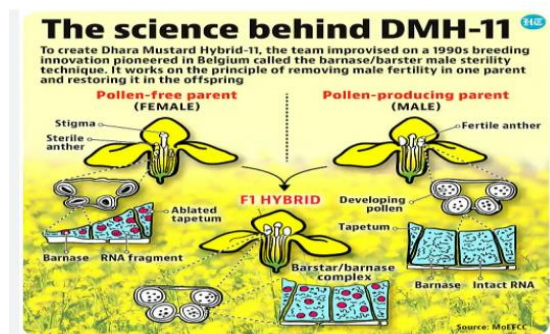 The science behind DMH-11
HT
To create Dhara Mustard Hybrid-11, the team improvised on a 1990s breeding
innovation pioneered in Belgium called the barnase/barster male sterility
technique. It works on the principle of removing male fertility in one parent
and restoring it in the offspring
Pollen-free parent
(FEMALE)
Stigma
Sterile
anther
Ablated
tapetum
Barnase
RNA fragment
Pollen-producing parent
(MALE)
Fertile anther
Developing
pollen
Tapetum
Barnase
Intact RNA
F1 HYBRID
Barstar/barnase
complex
Source: MoEFCC